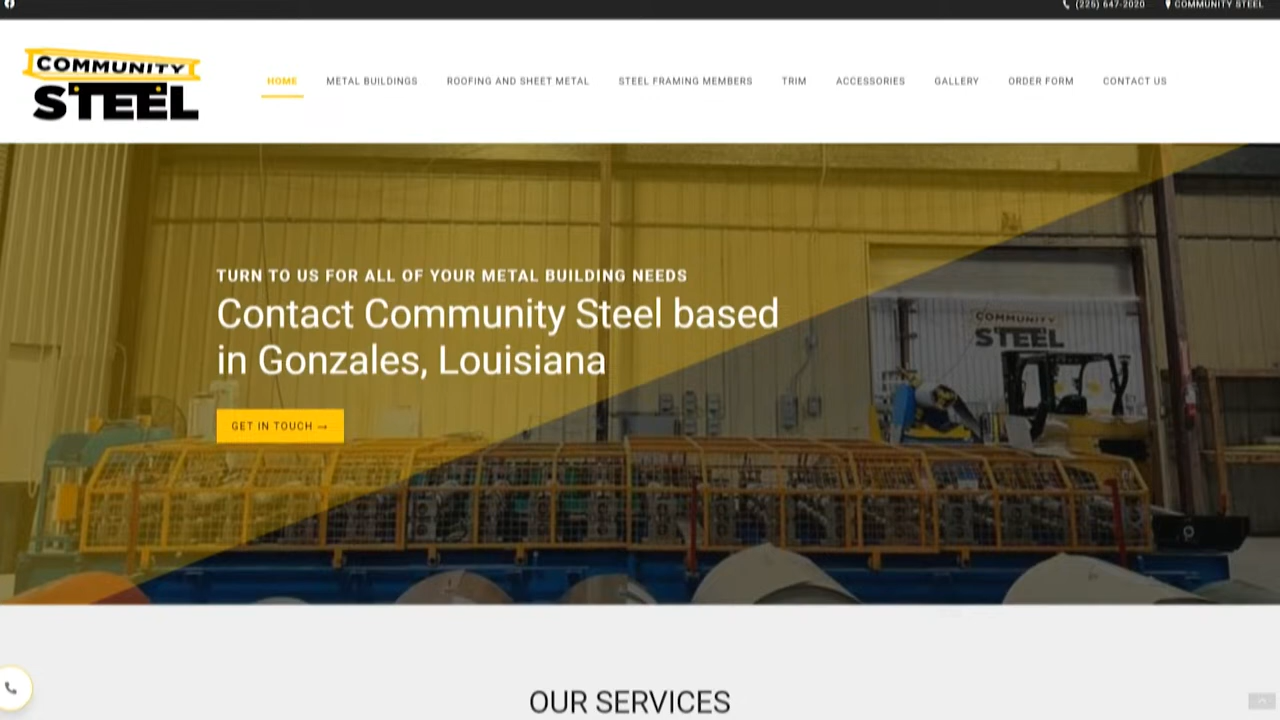 (225) 647-2020 COMMUNITY STEEL
COMMUNITY
STEEL
HOME METAL BUILDINGS ROOFING AND SHEET METAL STEEL FRAMING MEMBERS TRIM ACCESSORIES GALLERY ORDER FORM CONTACT US
TURN TO US FOR ALL OF YOUR METAL BUILDING NEEDS
Contact Community Steel based
in Gonzales, Louisiana
COMMUNITY
STEEL
GET IN TOUCH →
OUR SERVICES